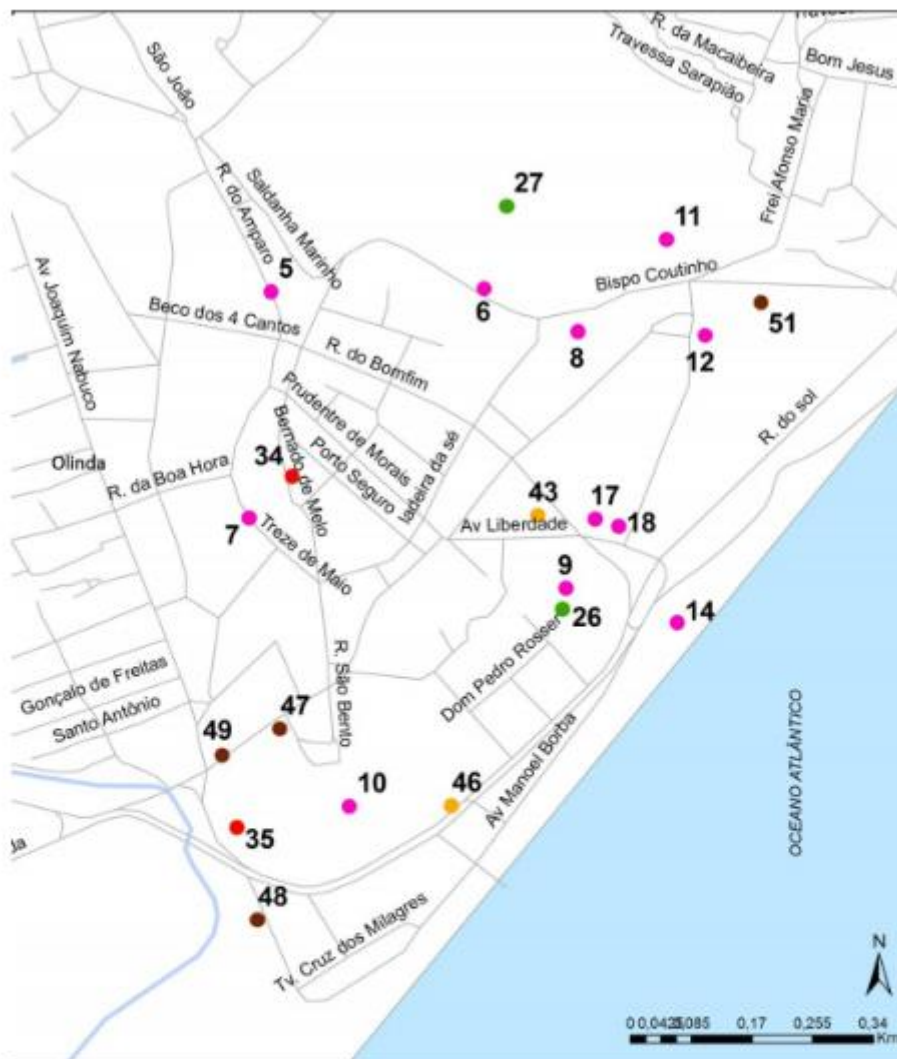 São João
R. da Macaibeira
Travessa Sarapião
Bom Jesus
Frei Afonso Maria
27
Saldanha Marinho
R. do Amparo
11
5
Bispo Coutinho
6
51
Av Joaquim Nabuco
Beco dos 4 Cantos
8
12
R. do Bomfim
Prudentre de Morais
R. do sol
Bernado de Melo
Porto Seguro
ladeira da sé
34
Olinda
R. da Boa Hora
43
17
18
7
Treze de Maio
Av Liberdade
9
26
14
Dom Pedro Rosser
R. São Bento
Gonçalo de Freitas
Santo Antônio
47
49
Av Manoel Borba
OCEANO ATLÂNTICO
10
46
35
48
Tv. Cruz dos Milagres
N
0,17 0,255 0,34
Km